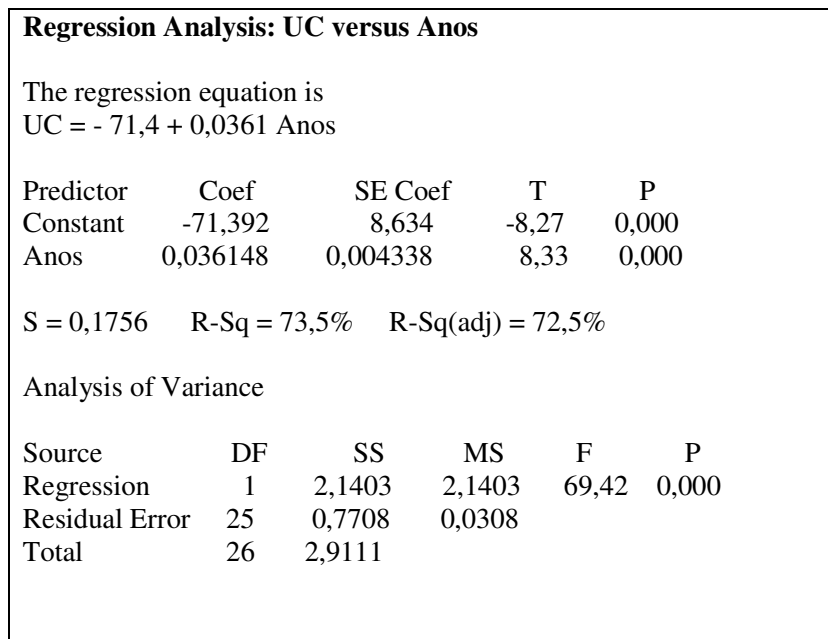 Regression Analysis: UC versus Anos
The regression equation is
UC = - 71,4 + 0,0361 Anos
Predictor Coef SE Coef T P
Constant -71,392 8,634 -8,27 0,000
Anos 0,036148 0,004338 8,33 0,000
S = 0,1756 R-Sq = 73,5% R-Sq(adj) = 72,5%
Analysis of Variance
Source DF SS MS F P
Regression 1 2,1403 2,1403 69,42 0,000
Residual Error 25 0,7708 0,0308
Total 26 2,9111